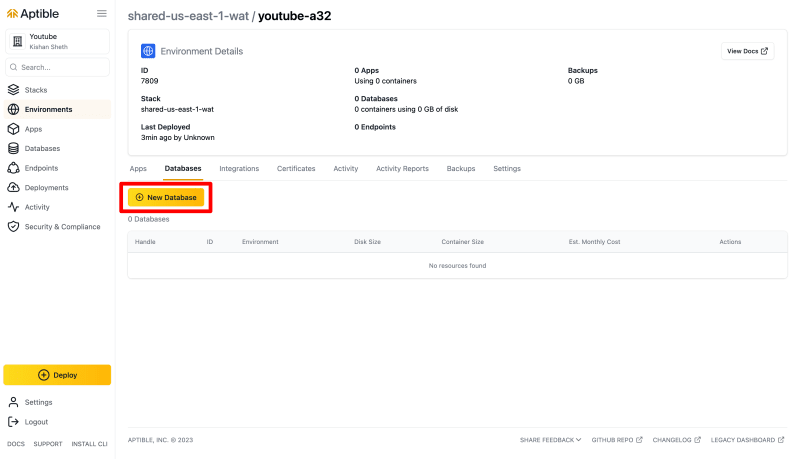 Aptible
Youtube
Kishan Sheth
Search...
Stacks
Environments
Apps
Databases
Endpoints
Deployments
Activity
Security & Compliance
Deploy
Settings
Logout
DOCS SUPPORT INSTALL CLI
shared-us-east-1-wat / youtube-a32
Environment Details
View Docs
ID
7809
0 Apps
Using 0 containers
Backups
0 GB
Stack
shared-us-east-1-wat
0 Databases
0 containers using 0 GB of disk
Last Deployed
3min ago by Unknown
0 Endpoints
Apps Databases Integrations Certificates Activity Activity Reports Backups Settings
New Database
0 Databases
Handle ID Environment Disk Size Container Size Est. Monthly Cost Actions
No resources found
APTIBLE, INC. © 2023 SHARE FEEDBACK GITHUB REPO CHANGELOG LEGACY DASHBOARD